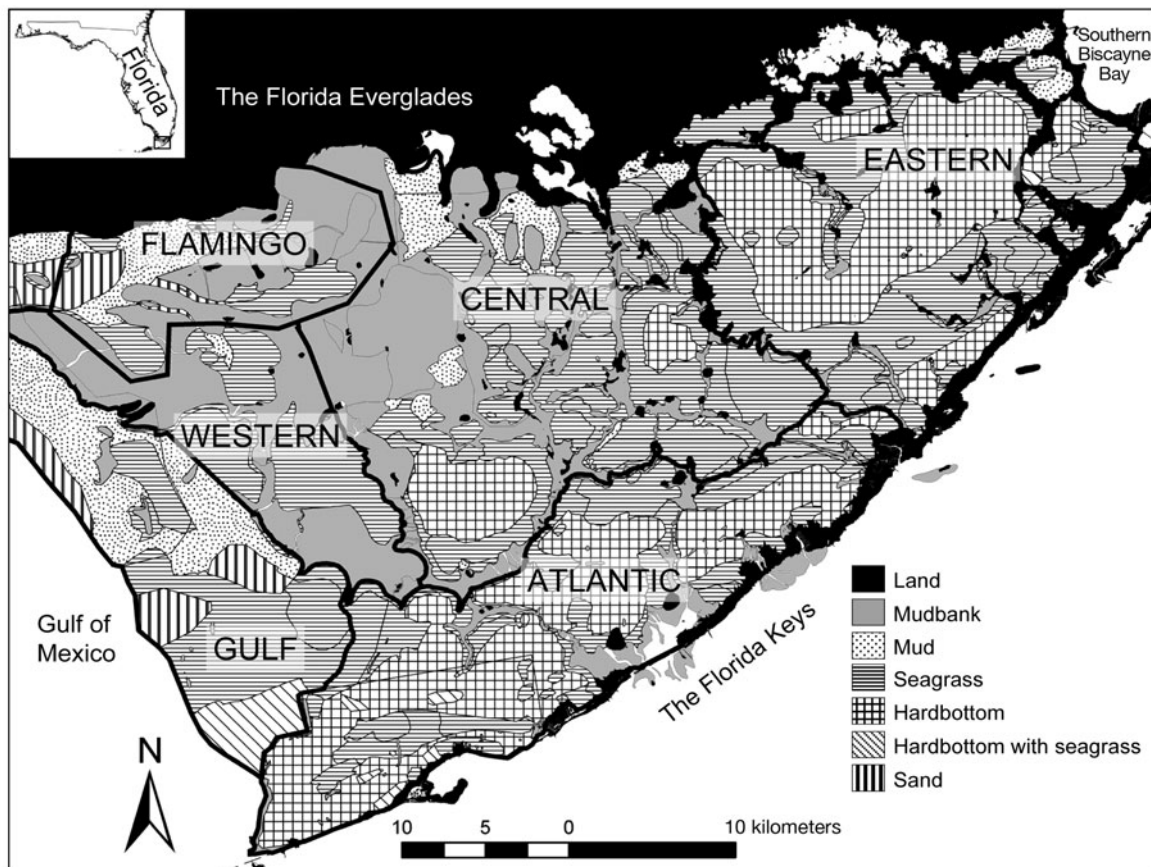 Florida
The Florida Everglades
Southern
Biscayne
Bay
EASTERN
FLAMINGO
CENTRAL
WESTERN
ATLANTIC
GULF
Gulf of
Mexico
The Florida Keys
Land
Mudbank
Mud
Seagrass
Hardbottom
Hardbottom with seagrass
Sand
N
10 5 0 10 kilometers